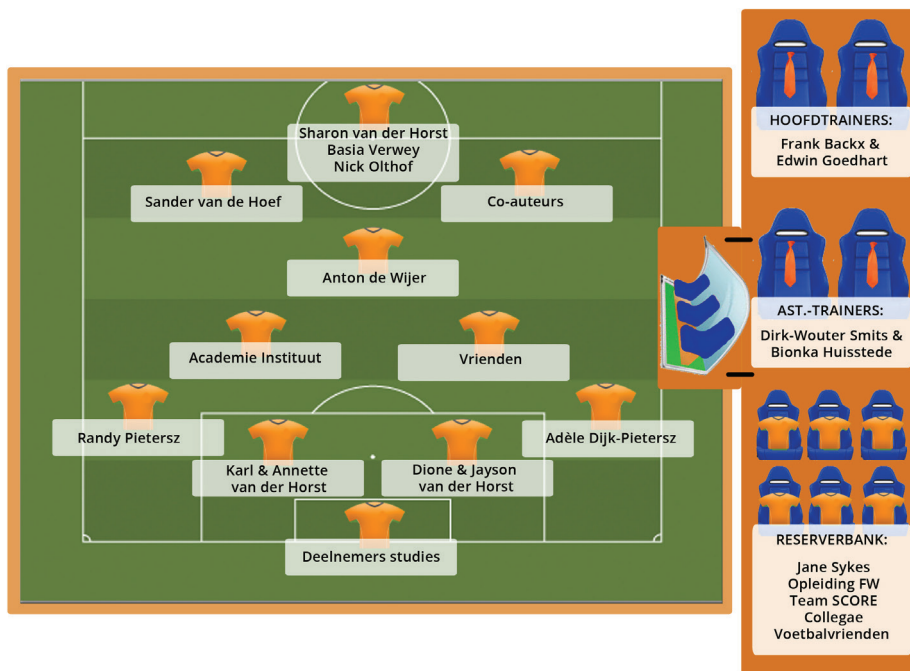 Sharon van der Horst
Basia Verwey
Nick Olthof
Sander van de Hoef
Co-auteurs
Anton de Wijer
Academie Instituut
Vrienden
Randy Pietersz
Adèle Dijk-Pietersz
Karl & Annette
van der Horst
Dione & Jayson
van der Horst
Deelnemers studies
HOOFDTRAINERS:
Frank Backx &
Edwin Goedhart
AST.-TRAINERS:
Dirk-Wouter Smits &
Bionka Huisstede
RESERVERBANK:
Jane Sykes
Opleiding FW
Team SCORE
Collegae
Voetbalvrienden